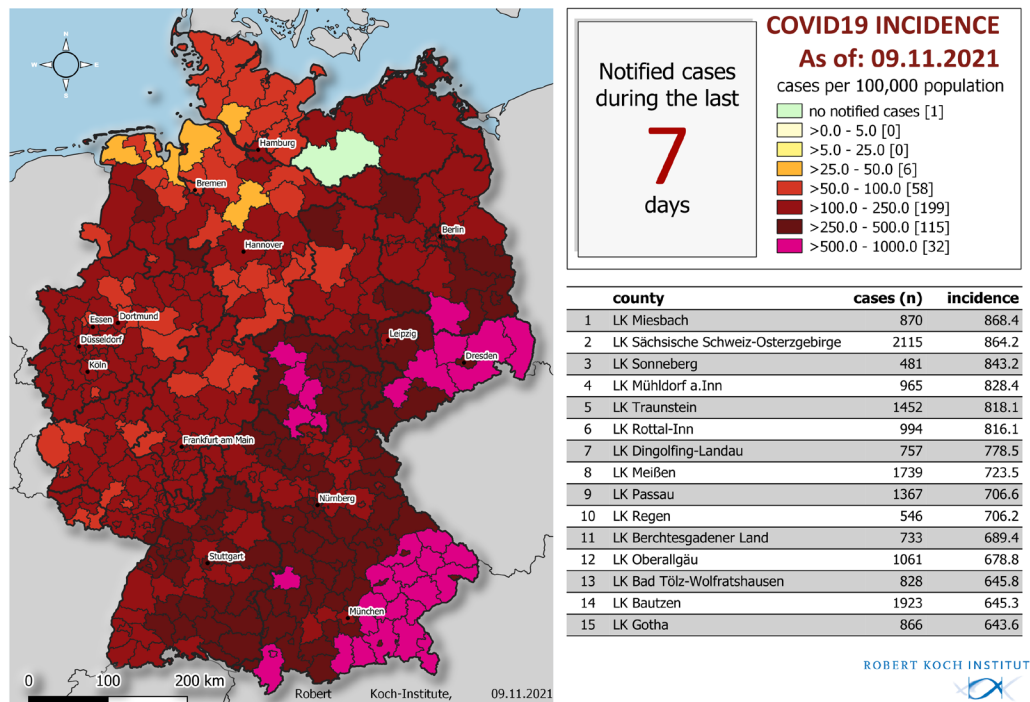 N
W
E
S
Hamburg
Bremen
Berlin
Hannover
Essen
Dortmund
Düsseldorf
Leipzig
Köln
Dresden
Frankfurt am Main
Nürnberg
Stuttgart
München
0 100 200 km
Robert Koch-Institute, 09.11.2021
Notified cases
during the last
7
days
COVID19 INCIDENCE
As of: 09.11.2021
cases per 100,000 population
no notified cases [1]
>0.0 - 5.0 [0]
>5.0 - 25.0 [0]
>25.0 - 50.0 [6]
>50.0 - 100.0 [58]
>100.0 - 250.0 [199]
>250.0 - 500.0 [115]
>500.0 - 1000.0 [32]
county cases (n) incidence
1 LK Miesbach 870 868.4
2 LK Sächsische Schweiz-Osterzgebirge 2115 864.2
3 LK Sonneberg 481 843.2
4 LK Mühldorf a.Inn 965 828.4
5 LK Traunstein 1452 818.1
6 LK Rottal-Inn 994 816.1
7 LK Dingolfing-Landau 757 778.5
8 LK Meißen 1739 723.5
9 LK Passau 1367 706.6
10 LK Regen 546 706.2
11 LK Berchtesgadener Land 733 689.4
12 LK Oberallgäu 1061 678.8
13 LK Bad Tölz-Wolfratshausen 828 645.8
14 LK Bautzen 1923 645.3
15 LK Gotha 866 643.6
ROBERT KOCH INSTITUT